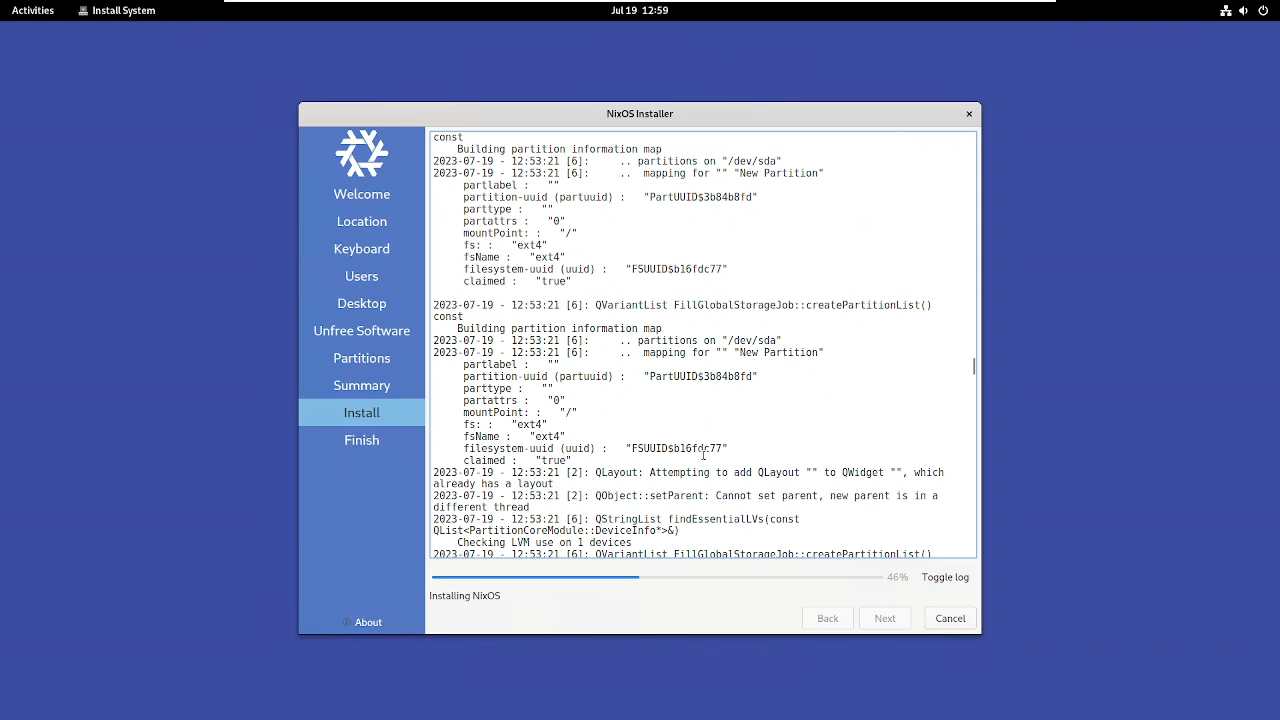 Activities
Install System
Jul 19 12:59
NixOS Installer
Welcome
Location
Keyboard
Users
Desktop
Unfree Software
Partitions
Summary
Install
Finish
About
const
Building partition information map
2023-07-19 - 12:53:21 [6]:     .. partitions on "/dev/sda"
2023-07-19 - 12:53:21 [6]:     ..  mapping for "" "New Partition"
partlabel :   ""
partition-uuid (partuuid) :   "PartUUID$3b84b8fd"
parttype :   ""
partattrs :   "0"
mountPoint: :   "/"
fs: :   "ext4"
fsName :   "ext4"
filesystem-uuid (uuid) :   "FSUUID$b16fdc77"
claimed :   "true"
2023-07-19 - 12:53:21 [6]: QVariantList FillGlobalStorageJob::createPartitionList()
const
Building partition information map
2023-07-19 - 12:53:21 [6]:     .. partitions on "/dev/sda"
2023-07-19 - 12:53:21 [6]:     ..  mapping for "" "New Partition"
partlabel :   ""
partition-uuid (partuuid) :   "PartUUID$3b84b8fd"
parttype :   ""
partattrs :   "0"
mountPoint: :   "/"
fs: :   "ext4"
fsName :   "ext4"
filesystem-uuid (uuid) :   "FSUUID$b16fdc77"
claimed :   "true"
2023-07-19 - 12:53:21 [2]: QLayout: Attempting to add QLayout "" to QWidget "", which
already has a layout
2023-07-19 - 12:53:21 [2]: QObject::setParent: Cannot set parent, new parent is in a
different thread
2023-07-19 - 12:53:21 [6]: QStringList findEssentialLVs(const
QList<PartitionCoreModule::DeviceInfo*>&)
Checking LVM use on 1 devices
2023-07-19 - 12:53:21 [6]: QVariantList FillGlobalStorageJob::createPartitionList()
46%
Toggle log
Installing NixOS
Back
Next
Cancel